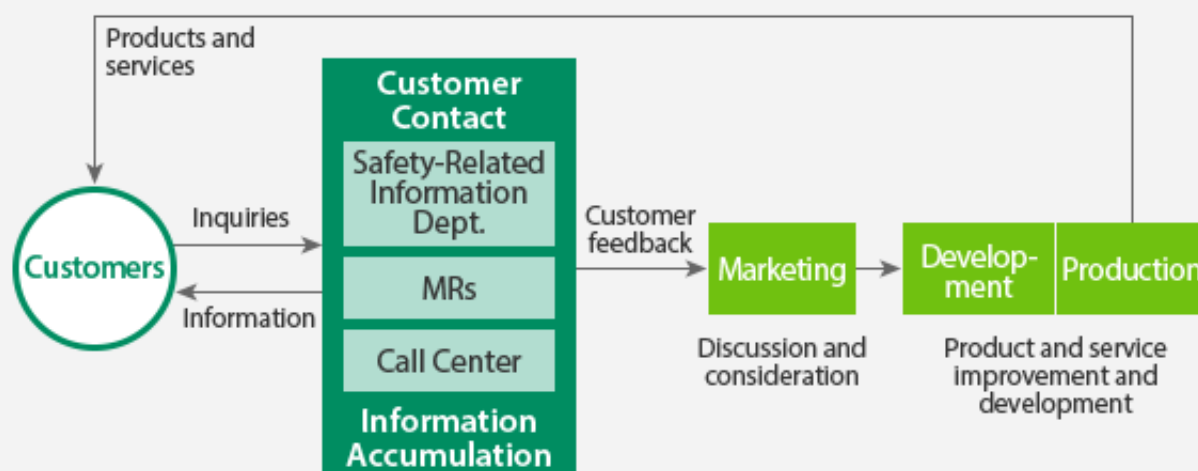 Products and
services
Customer
Contact
Safety-Related
Information
Dept.
MRs
Call Center
Information
Accumulation
Customers
Inquiries
Information
Customer
feedback
Marketing
Discussion and
consideration
Develop-
ment
Production
Product and service
improvement and
development